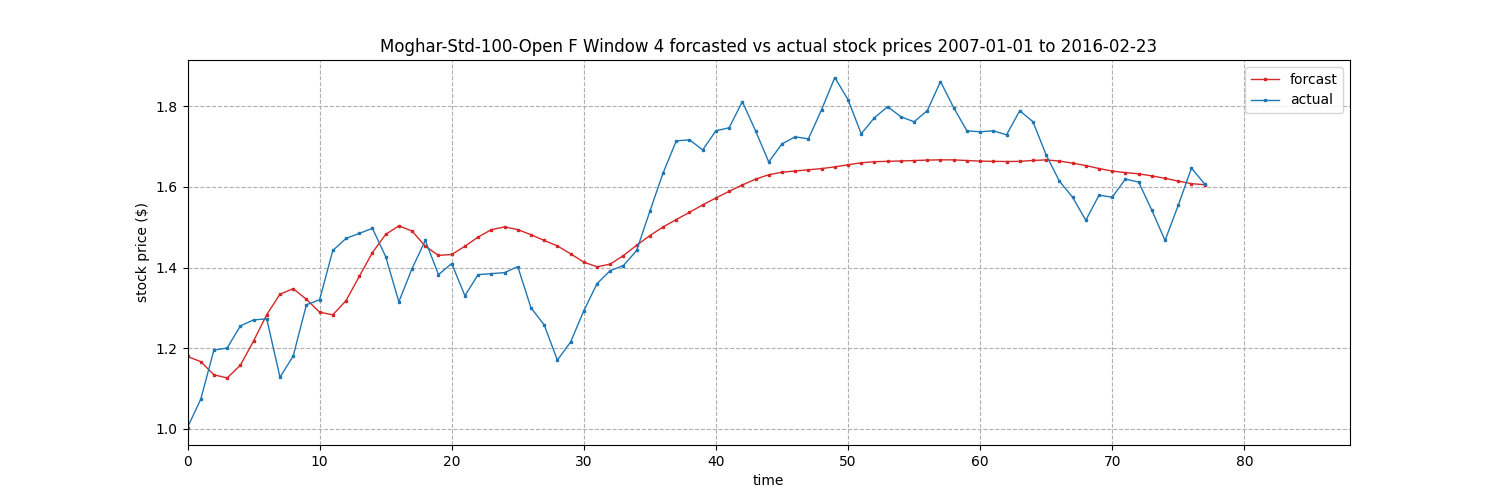 Moghar-Std-100-Open F Window 4 forcasted vs actual stock prices 2007-01-01 to 2016-02-23
forcast
actual
stock price ($)
1.8
1.6
1.4
1.2
1.0
0 10 20 30 40 50 60 70 80
time